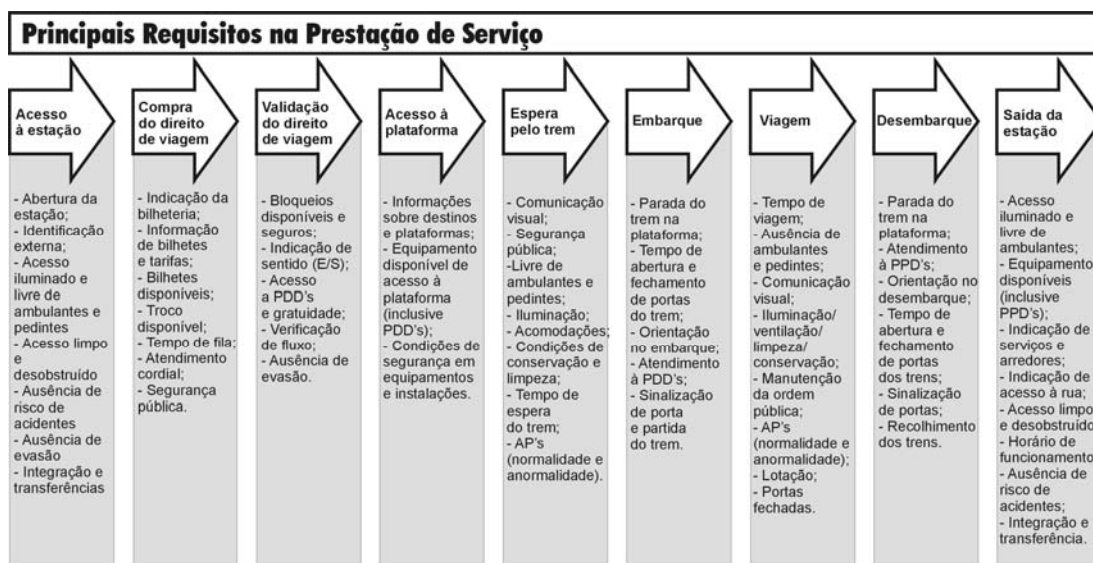 Principais Requisitos na Prestação de Serviço
Acesso
à estação
- Abertura da
estação;
- Identificação
externa;
- Acesso
iluminado e
livre de
ambulantes e
pedintes
- Acesso limpo
e
desobstruído
- Ausência de
risco de
acidentes
- Ausência de
evasão
- Integração e
transferências
Compra
do direito
de viagem
- Indicação da
bilheteria;
- Informação
de bilhetes
e tarifas;
- Bilhetes
disponíveis;
- Troco
disponível;
- Tempo de fila;
- Atendimento
cordial;
- Segurança
pública.
Validação
do direito
de viagem
- Bloqueios
disponíveis e
seguros;
- Indicação de
sentido (E/S);
- Acesso
a PDD's
e gratuidade;
- Verificação
de fluxo;
- Ausência de
evasão.
Acesso à
plataforma
- Informações
sobre destinos
e plataformas;
- Equipamento
disponível de
acesso à
plataforma
(inclusive
PDD's);
- Condições de
segurança em
equipamentos
e instalações.
Espera
pelo trem
- Comunicação
visual;
- Segurança
pública;
-Livre de
ambulantes e
pedintes;
- Iluminação;
- Acomodações;
- Condições de
conservação e
limpeza;
- Tempo de
espera
do trem;
- AP's
(normalidade e
anormalidade).
Embarque
- Parada do
trem na
plataforma;
- Tempo de
abertura e
fechamento
de portas
do trem;
- Orientação
no embarque;
- Atendimento
à PDD's;
- Sinalização
de porta
e partida
do trem.
Viagem
- Tempo de
viagem;
- Ausência de
ambulantes
e pedintes;
- Comunicação
visual;
- Iluminação/
ventilação/
limpeza/
conservação;
- Manutenção
da ordem
pública;
- AP's
(normalidade e
anormalidade);
- Lotação;
- Portas
fechadas.
Desembarque
- Parada do
trem na
plataforma;
- Atendimento
à PPD's;
- Orientação no
desembarque;
- Tempo de
abertura e
fechamento
de portas
dos trens;
- Sinalização
de portas;
- Recolhimento
dos trens.
Saída da
estação
- Acesso
iluminado e
livre de
ambulantes;
- Equipamento
disponíveis
(inclusive
PPD's);
- Indicação de
serviços e
arredores;
- Indicação de
acesso à rua;
- Acesso limpo
e desobstruído
- Horário de
funcionamento
- Ausência de
risco de
acidentes;
- Integração e
transferência.